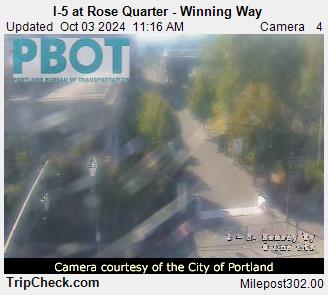 I-5 at Rose Quarter - Winning Way
Updated Oct 03 2024 11:16 AM Camera 4
PBOT
PORTLAND BUREAU OF TRANSPORTATION
Camera courtesy of the City of Portland
TripCheck.com Milepost302.00